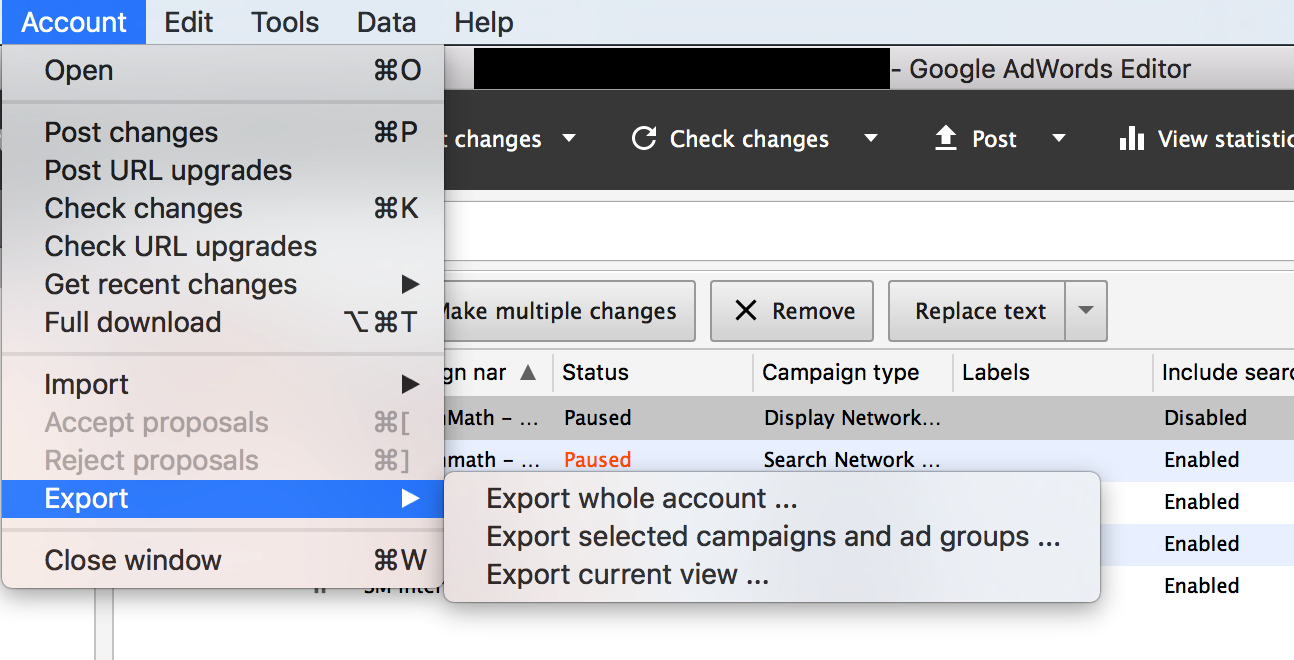 Account Edit Tools Data Help
Open ⌘O
- Google AdWords Editor
Post changes ⌘P
changes Check changes Post View statistic
Post URL upgrades
Check changes ⌘K
Check URL upgrades
Get recent changes
Full download ⌥⌘T
Make multiple changes Remove Replace text
Import
gn nar Status Campaign type Labels Include sear
Accept proposals ⌘[
Math – ... Paused Display Network... Disabled
Reject proposals ⌘]
math – ... Paused Search Network ... Enabled
Export
Export whole account ...
Enabled
Export selected campaigns and ad groups ...
Enabled
Export current view ...
Enabled
Close window ⌘W